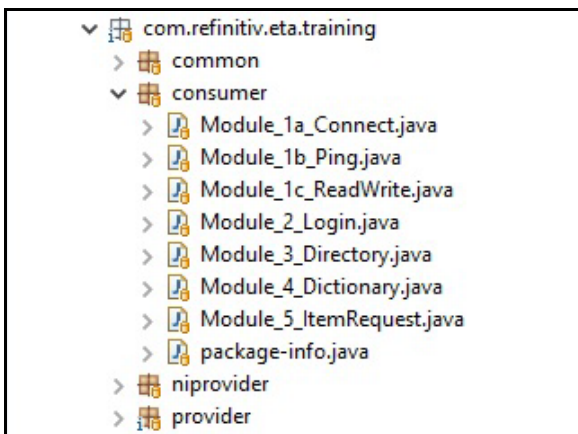 com.refinitiv.eta.training
common
consumer
Module_1a_Connect.java
Module_1b_Ping.java
Module_1c_ReadWrite.java
Module_2_Login.java
Module_3_Directory.java
Module_4_Dictionary.java
Module_5_ItemRequest.java
package-info.java
niprovider
provider